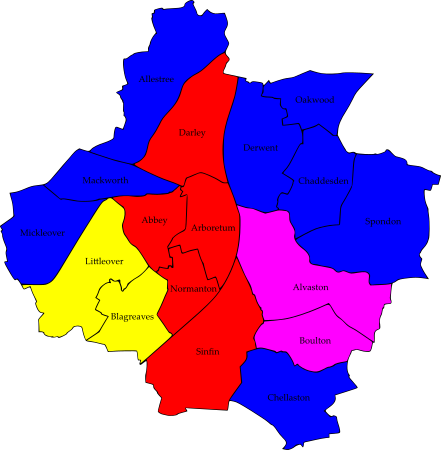 Allestree
Oakwood
Darley
Derwent
Mackworth
Chaddesden
Abbey
Spondon
Arboretum
Mickleover
Littleover
Normanton
Alvaston
Blagreaves
Boulton
Sinfin
Chellaston